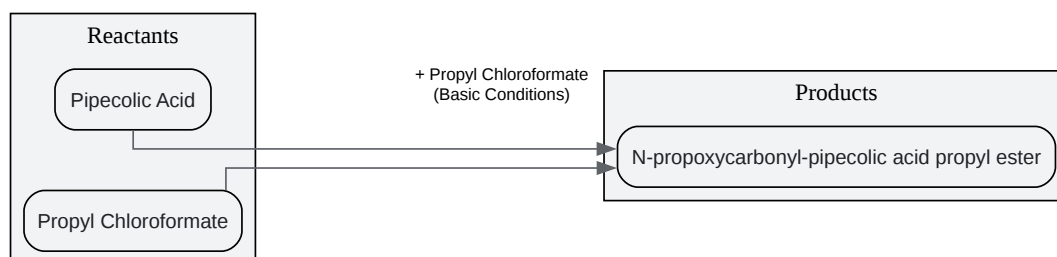 Reactants
Pipecolic Acid
Propyl Chloroformate
+ Propyl Chloroformate
(Basic Conditions)
Products
N-propoxycarbonyl-pipecolic acid propyl ester